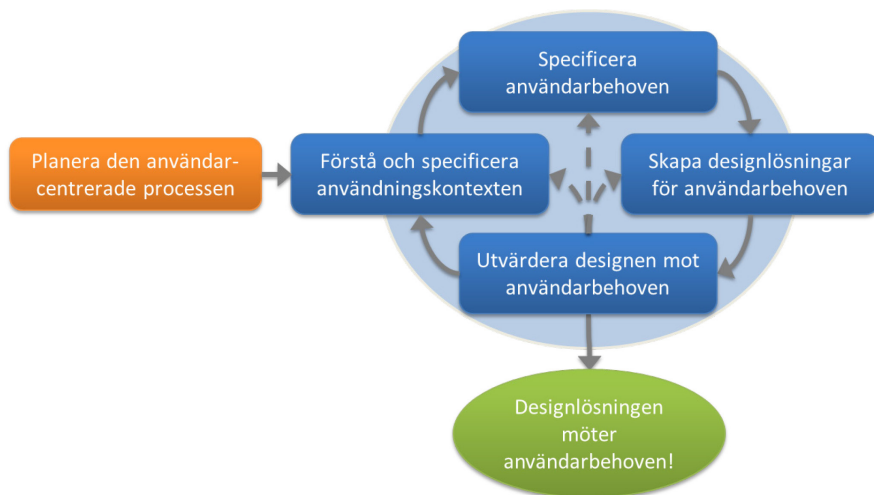 Specificera
användarbehoven
Planera den användar-
centrerade processen
Förstå och specificera
användningskontexten
Skapa designlösningar
för användarbehoven
Utvärdera designen mot
användarbehoven
Designlösningen
möter
användarbehoven!